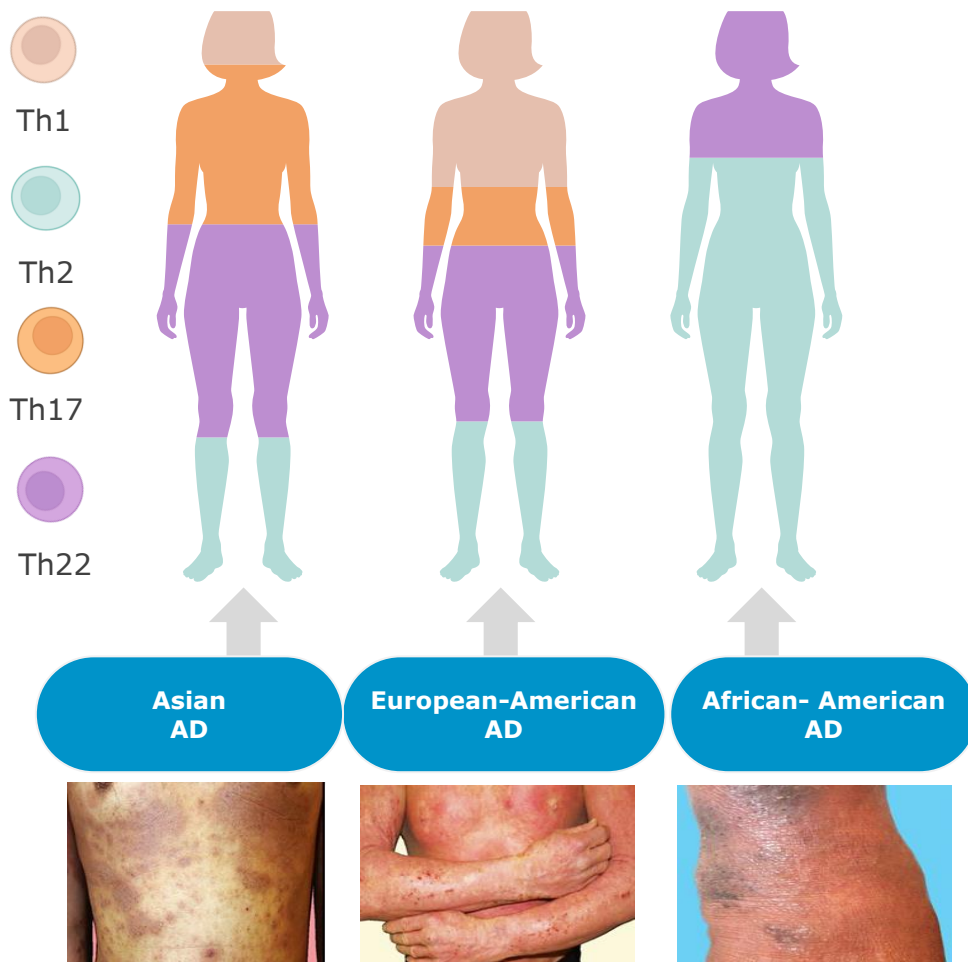 Th1
Th2
Th17
Th22
Asian
AD
European-American
AD
African- American
AD